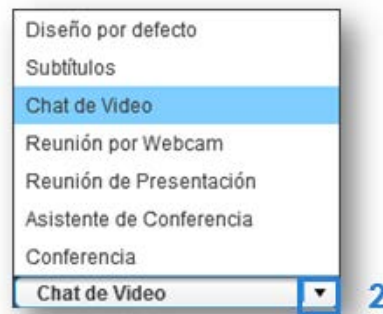 Diseño por defecto
Subtítulos
Chat de Video
Reunión por Webcam
Reunión de Presentación
Asistente de Conferencia
Conferencia
Chat de Video
2